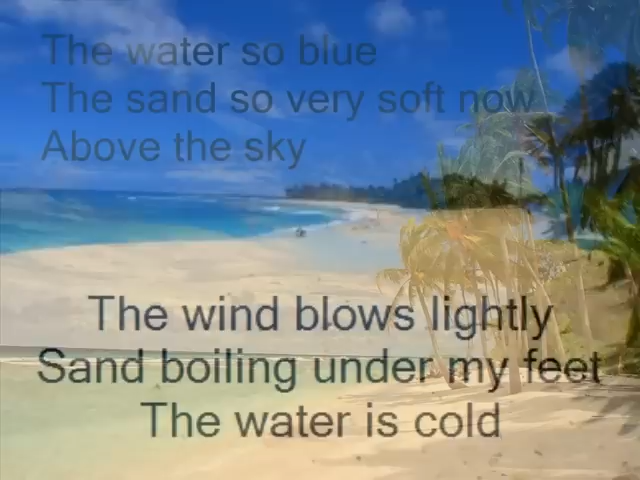 The water so blue
The sand so very soft now
Above the sky
The wind blows lightly
Sand boiling under my feet
The water is cold